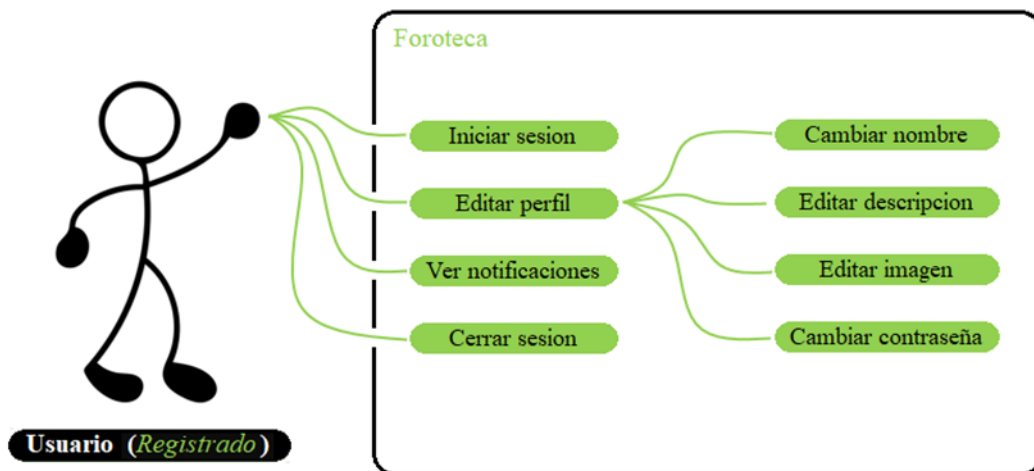 Foroteca
Iniciar sesion
Cambiar nombre
Editar perfil
Editar descripcion
Ver notificaciones
Editar imagen
Cerrar sesion
Cambiar contraseña
Usuario (Registrado)